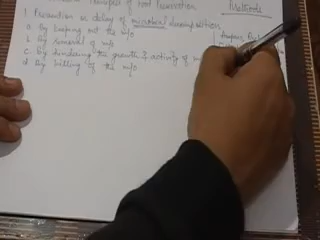 Principles of Food Preservation
Methods
1. Prevention or delay of microbial decomposition
a. By keeping out the m/o
b. By removal of m/o
c. By hindering the growth & activity of m
d. By killing of the m/o